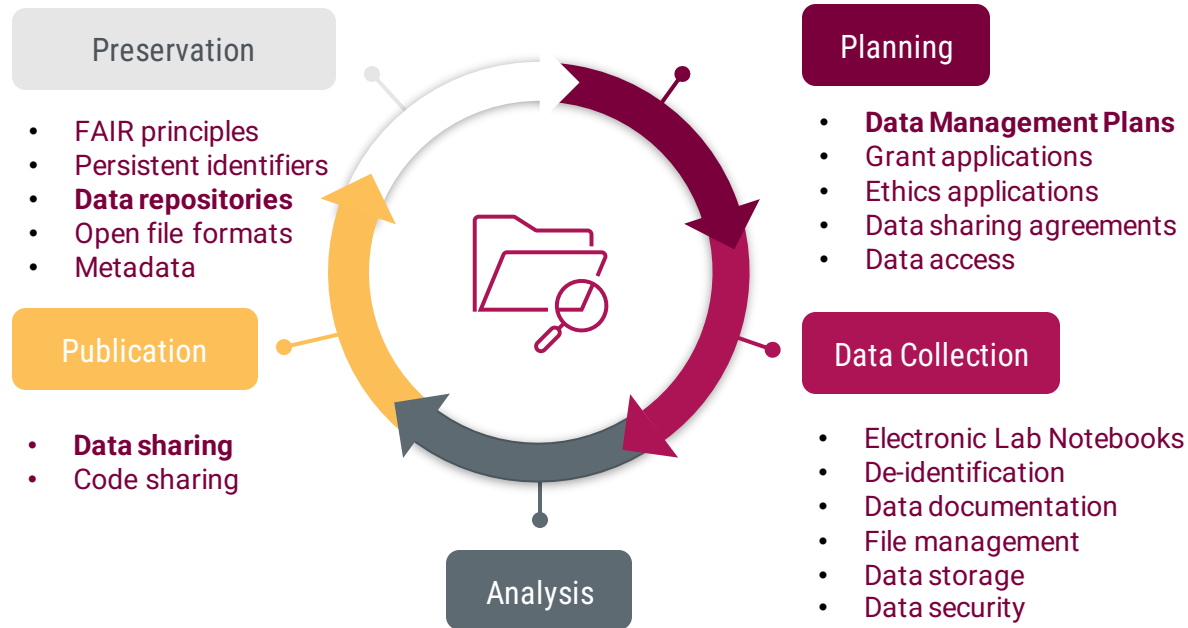 Preservation
• FAIR principles
• Persistent identifiers
• Data repositories
• Open file formats
• Metadata
Planning
• Data Management Plans
• Grant applications
• Ethics applications
• Data sharing agreements
• Data access
Publication
• Data sharing
• Code sharing
Data Collection
• Electronic Lab Notebooks
• De-identification
• Data documentation
• File management
• Data storage
• Data security
Analysis